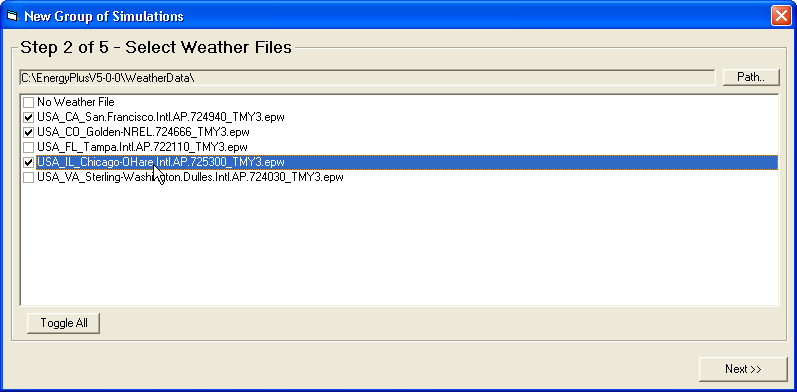 New Group of Simulations
Step 2 of 5 - Select Weather Files
C:\EnergyPlusV5-0-0\WeatherData\
Path..
No Weather File
USA_CA_San.Francisco.Intl.AP.724940_TMY3.epw
USA_CO_Golden-NREL.724666_TMY3.epw
USA_FL_Tampa.Intl.AP.722110_TMY3.epw
USA_IL_Chicago-OHare.Intl.AP.725300_TMY3.epw
USA_VA_Sterling-Washington.Dulles.Intl.AP.724030_TMY3.epw
Toggle All
Next >>